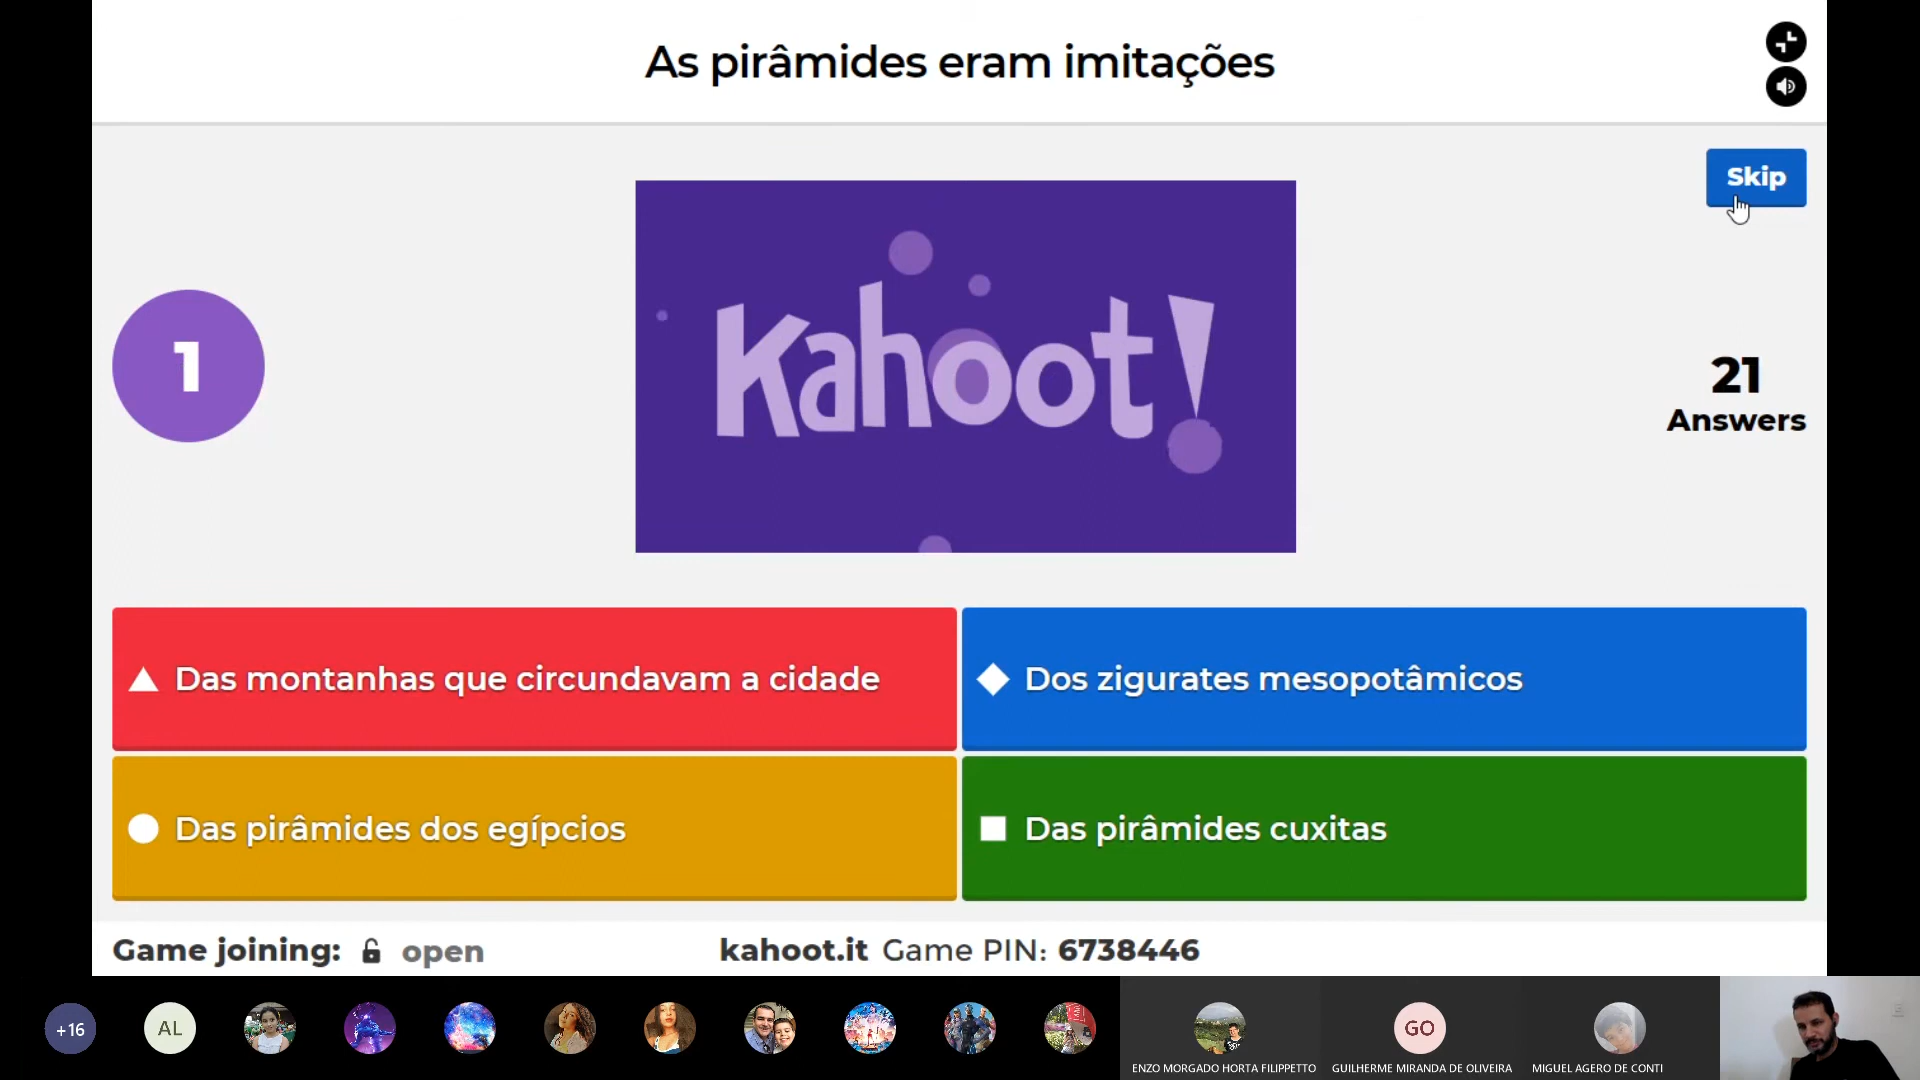 As pirâmides eram imitações
Skip
1
Kahoot!
21
Answers
Das montanhas que circundavam a cidade
Dos zigurates mesopotâmicos
Das pirâmides dos egípcios
Das pirâmides cuxitas
Game joining: open
kahoot.it Game PIN: 6738446
+16
AL
GO
ENZO MORGADO HORTA FILIPPETTO
GUILHERME MIRANDA DE OLIVEIRA
MIGUEL AGERO DE CONTI